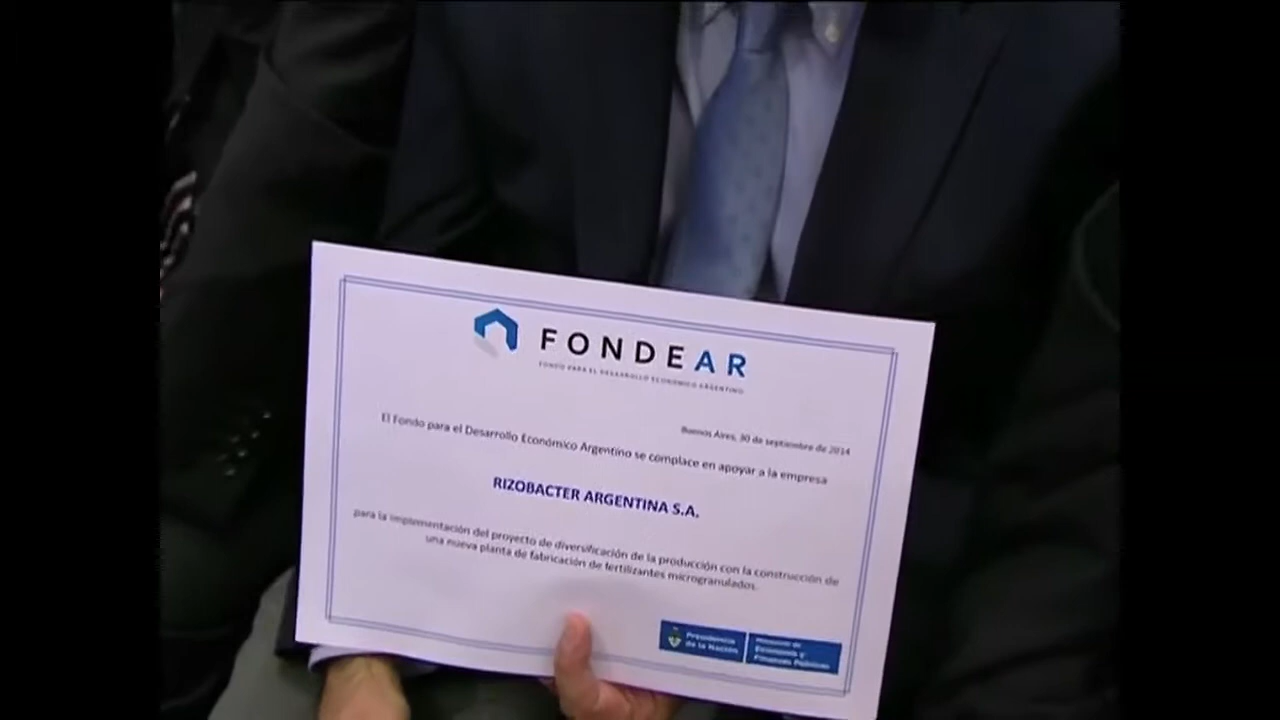 FONDEAR
FONDO PARA EL DESARROLLO ECONÓMICO ARGENTINO
Buenos Aires, 30 de septiembre de 2014
El Fondo para el Desarrollo Económico Argentino se complace en apoyar a la empresa
RIZOBACTER ARGENTINA S.A.
para la implementación del proyecto de diversificación de la producción con la construcción de
una nueva planta de fabricación de fertilizantes microgranulados.
Presidencia
de la Nación
Ministerio de
Economía y
Finanzas Públicas